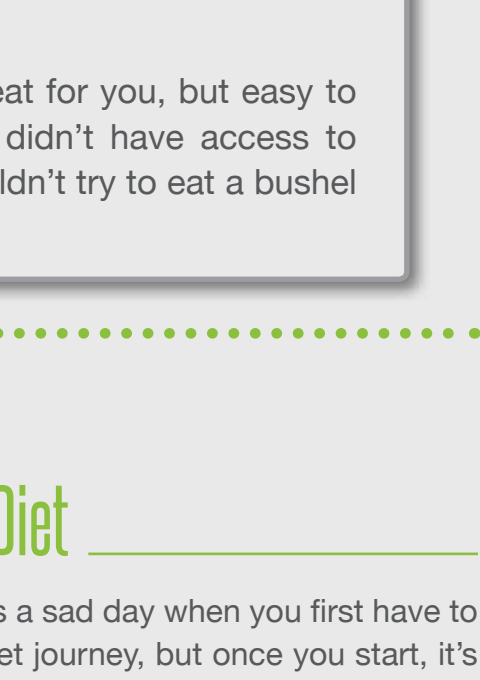 eat for you, but easy to
didn't have access to
ldn't try to eat a bushel
Diet
s a sad day when you first have to
et journey, but once you start, it's